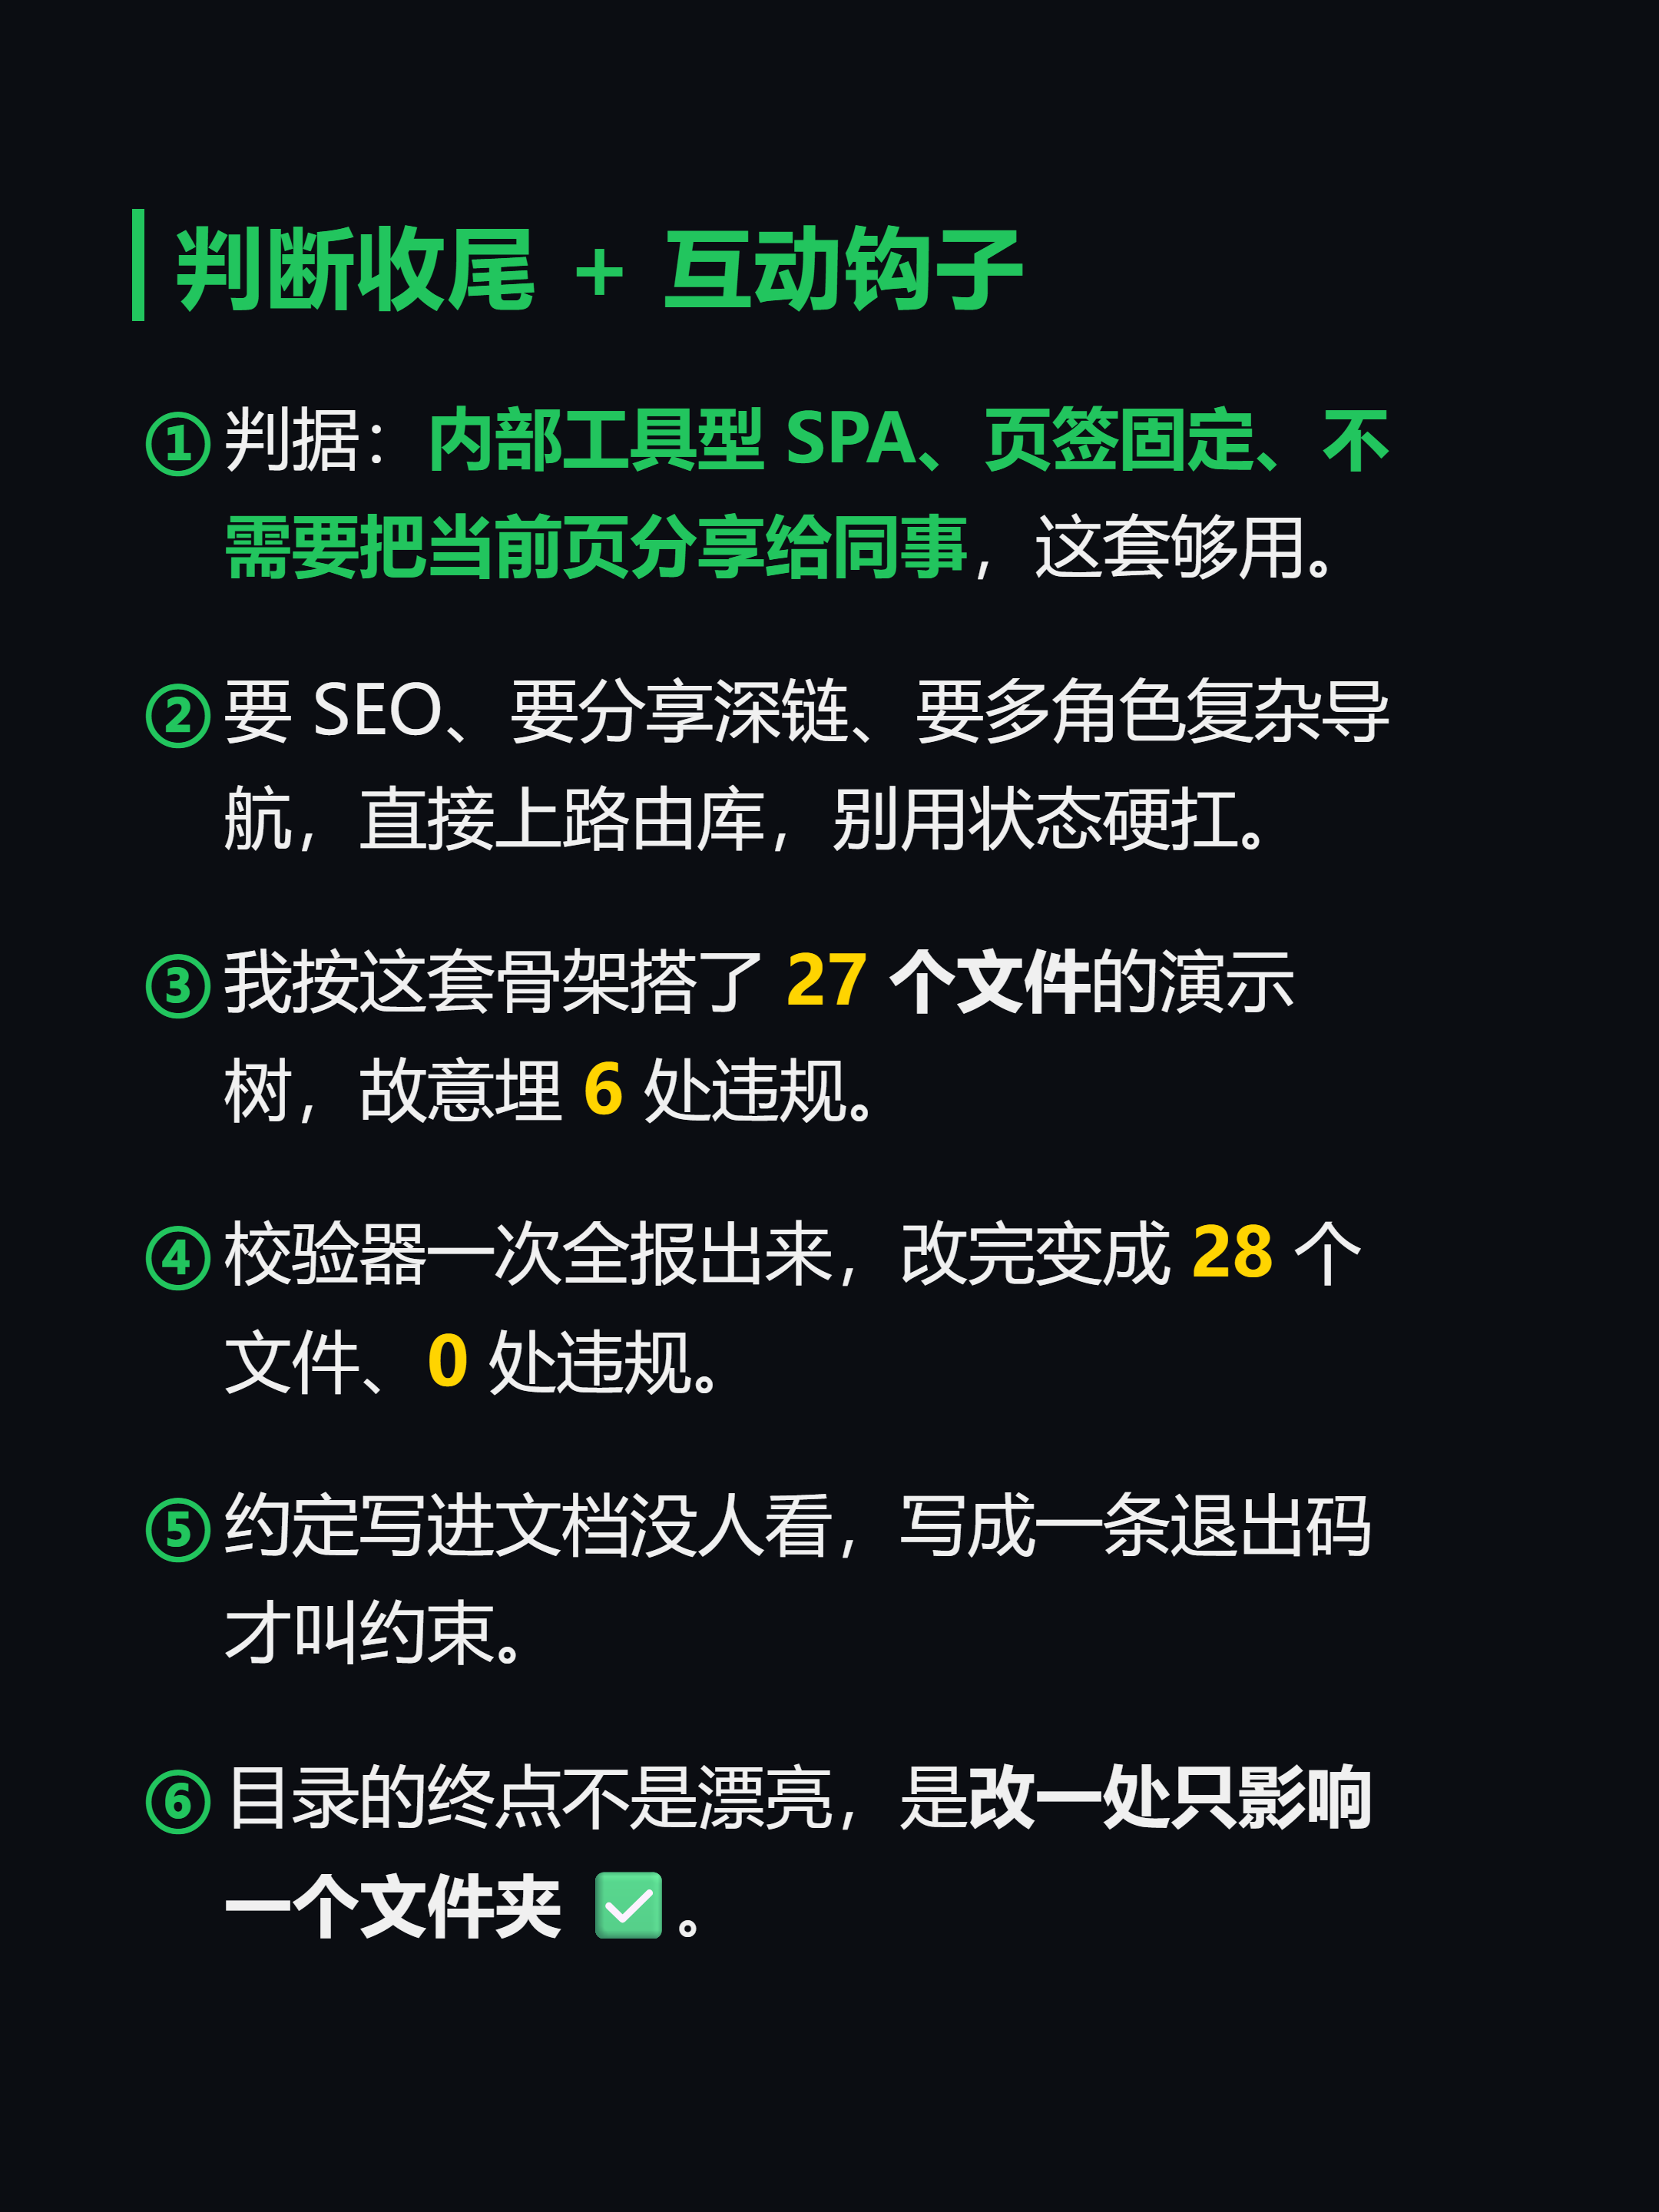 判断收尾 + 互动钩子
① 判据：内部工具型 SPA、页签固定、不
需要把当前页分享给同事，这套够用。
② 要 SEO、要分享深链、要多角色复杂导
航，直接上路由库，别用状态硬扛。
③ 我按这套骨架搭了 27 个文件的演示
树，故意埋 6 处违规。
④ 校验器一次全报出来，改完变成 28 个
文件、0 处违规。
⑤ 约定写进文档没人看，写成一条退出码
才叫约束。
⑥ 目录的终点不是漂亮，是改一处只影响
一个文件夹 ✅。